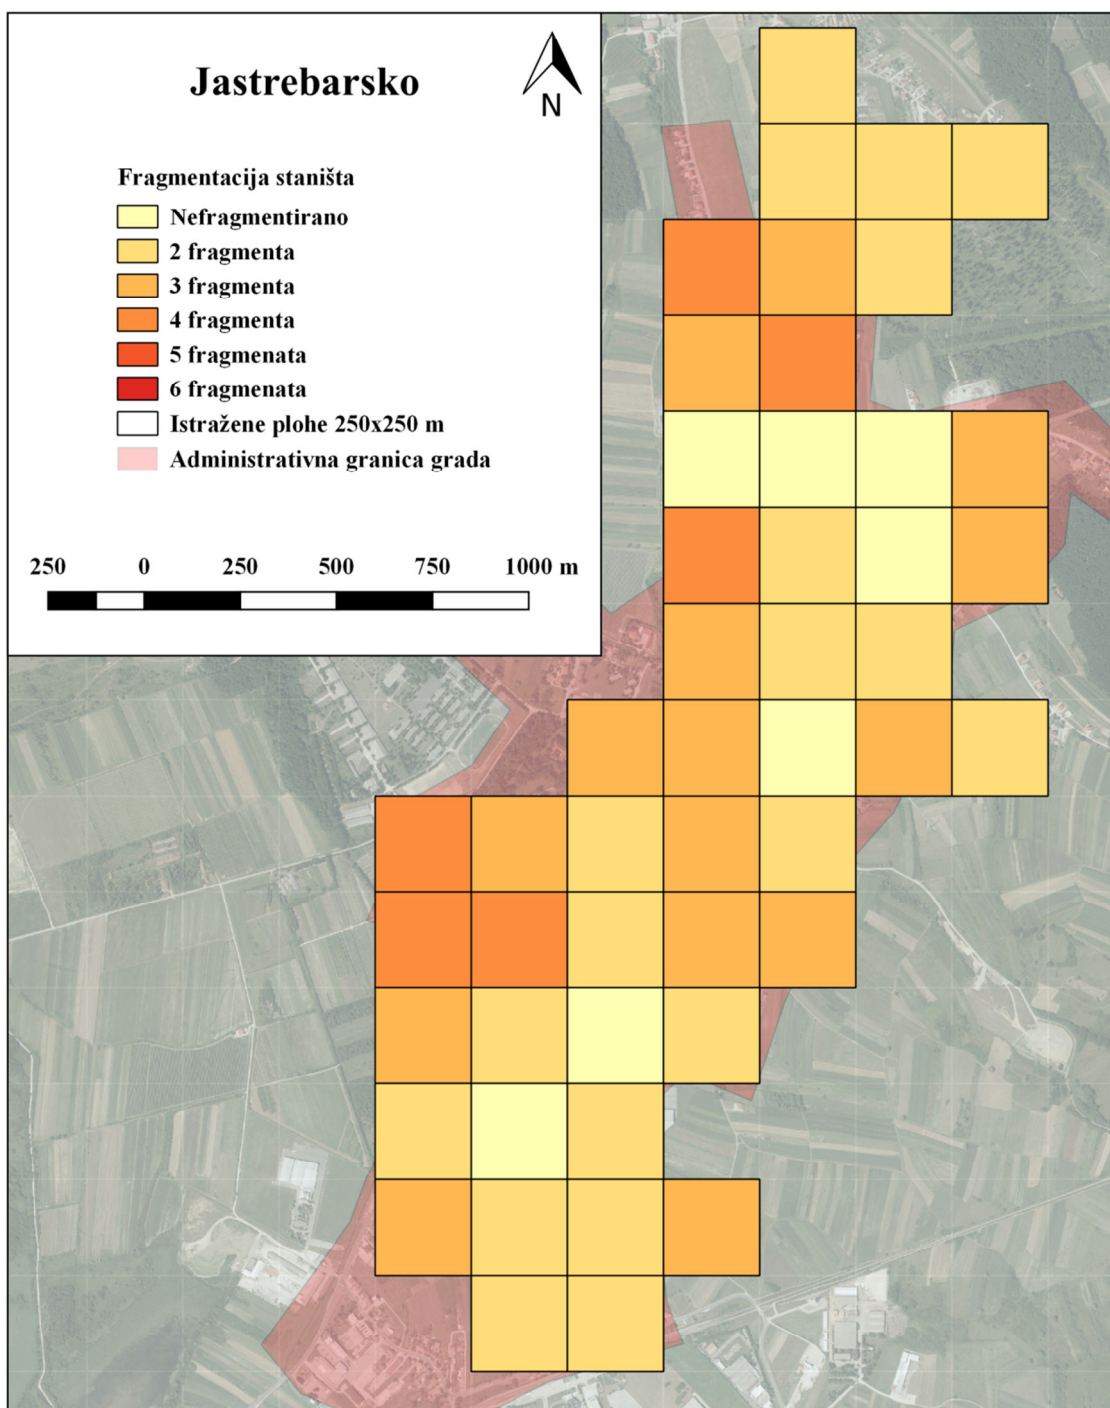 Jastrebarsko
N
Fragmentacija staništa
Nefragmentirano
2 fragmenta
3 fragmenta
4 fragmenta
5 fragmenata
6 fragmenata
Istražene plohe 250x250 m
Administrativna granica grada
250 0 250 500 750 1000 m